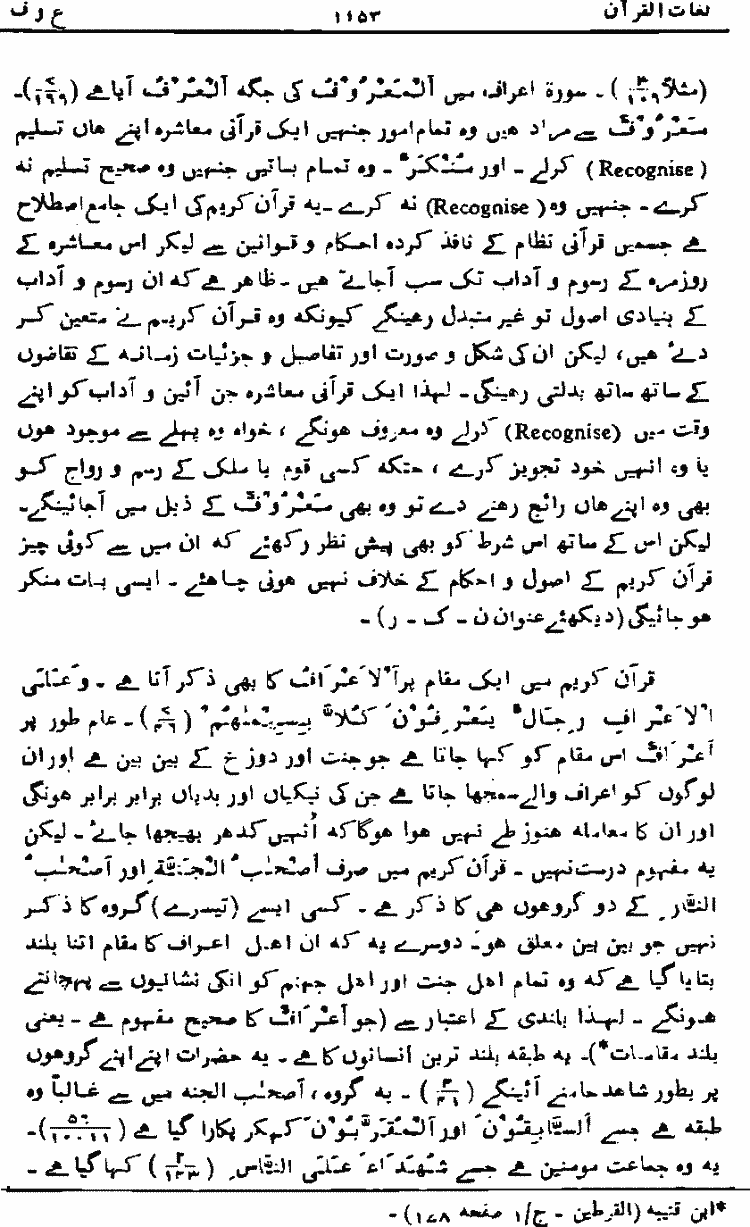 لغات القرآن ۱۱۵۳ ع ر ف
(مثلاً ۳/۱۰۹) ۔ سورۃ اعراف میں اَلْمَعْرُوْفُ کی جگہ اَلْعُرْفُ آیا ہے (۷/۱۹۹)۔
مَعْرُوْفٌ سے مراد ہیں وہ تمام امور جنہیں ایک قرآنی معاشرہ اپنے ہاں تسلیم
(Recognise) کرلے ۔ اور مُنْکَرٌ ۔ وہ تمام باتیں جنہیں وہ صحیح تسلیم نہ
کرے ۔ جنہیں وہ (Recognise) نہ کرے ۔ یہ قرآن کریم کی ایک جامع اصطلاح
ہے جسمیں قرآنی نظام کے نافذ کردہ احکام و قوانین سے لیکر اس معاشرہ کے
روزمرہ کے رسوم و آداب تک سب آجاتے ہیں ۔ ظاہر ہے کہ ان رسوم و آداب
کے بنیادی اصول تو غیر متبدل رہینگے کیونکہ وہ قرآن کریم نے متعین کر
دیئے ہیں، لیکن ان کی شکل و صورت اور تفاصیل و جزئیات زمانہ کے تقاضوں
کے ساتھ ساتھ بدلتی رہینگی ۔ لہذا ایک قرآنی معاشرہ جن آئین و آداب کو اپنے
وقت میں (Recognise) کرلے وہ معروف ہونگے ، خواہ وہ پہلے سے موجود ہوں
یا وہ انہیں خود تجویز کرے ، حتکہ کسی قوم یا ملک کے رسم و رواج کو
بھی وہ اپنے ہاں رائج رہنے دے تو وہ بھی مَعْرُوْفٌ کے ذیل میں آجائینگے۔
لیکن اس کے ساتھ اس شرط کو بھی پیش نظر رکھئے کہ ان میں سے کوئی چیز
قرآن کریم کے اصول و احکام کے خلاف نہیں ہونی چاہئے ۔ ایسی بات منکر
ہو جائیگی (دیکھئے عنوان ن ۔ ک ۔ ر) ۔
قرآن کریم میں ایک مقام پر اَلْاَعْرَافُ کا بھی ذکر آتا ہے ۔ وَعَلَی
الْاَعْرَافِ رِجَالٌ یَعْرِفُوْنَ کُلًّا بِسِیْمٰھُمْ (۷/۴۶) ۔ عام طور پر
اَعْرَافٌ اس مقام کو کہا جاتا ہے جو جنت اور دوزخ کے بین بین ہے اور ان
لوگوں کو اعراف والے سمجھا جاتا ہے جن کی نیکیاں اور بدیاں برابر برابر ہونگی
اور ان کا معاملہ ہنوز طے نہیں ہوا ہوگا کہ اُنہیں کدھر بھیجا جائے ۔ لیکن
یہ مفہوم درست نہیں ۔ قرآن کریم میں صرف اَصْحٰبُ الْجَنَّةِ اور اَصْحٰبُ
النَّارِ کے دو گروہوں ہی کا ذکر ہے ۔ کسی ایسے (تیسرے) گروہ کا ذکر
نہیں جو بین بین معلق ہو۔ دوسرے یہ کہ ان اھل اعراف کا مقام اتنا بلند
بتایا گیا ہے کہ وہ تمام اھل جنت اور اھل جہنم کو انکی نشانیوں سے پہچانتے
ہونگے ۔ لہذا بلندی کے اعتبار سے (جو اَعْرَافٌ کا صحیح مفہوم ہے ۔ یعنی
بلند مقامات*)۔ یہ طبقہ بلند ترین انسانوں کا ہے ۔ یہ حضرات اپنے اپنے گروہوں
پر بطور شاھد سامنے آئینگے (۴/۴۱) ۔ یہ گروہ ، اصحٰب الجنہ میں سے غالباً وہ
طبقہ ہے جسے اَلسَّابِقُوْنَ اور اَلْمُقَرَّبُوْنَ کہکر پکارا گیا ہے (۵۶/۱۰،۱۱)۔
یہ وہ جماعت مومنین ہے جسے شُھَدَاءَ عَلَی النَّاسِ (۲/۱۴۳) کہا گیا ہے ۔
*ابن قتیبہ (القرطین ۔ ج/۱ صفحہ ۱۷۸) ۔